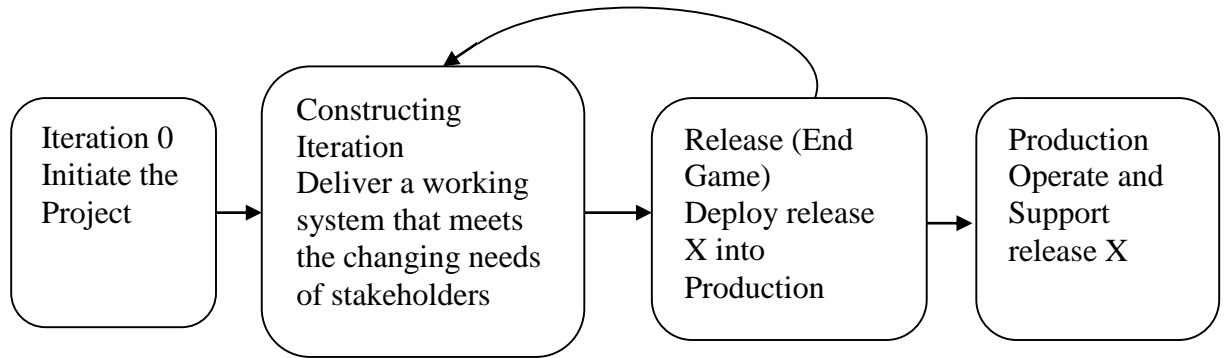 Iteration 0
Initiate the
Project
Constructing
Iteration
Deliver a working
system that meets
the changing needs
of stakeholders
Release (End
Game)
Deploy release
X into
Production
Production
Operate and
Support
release X